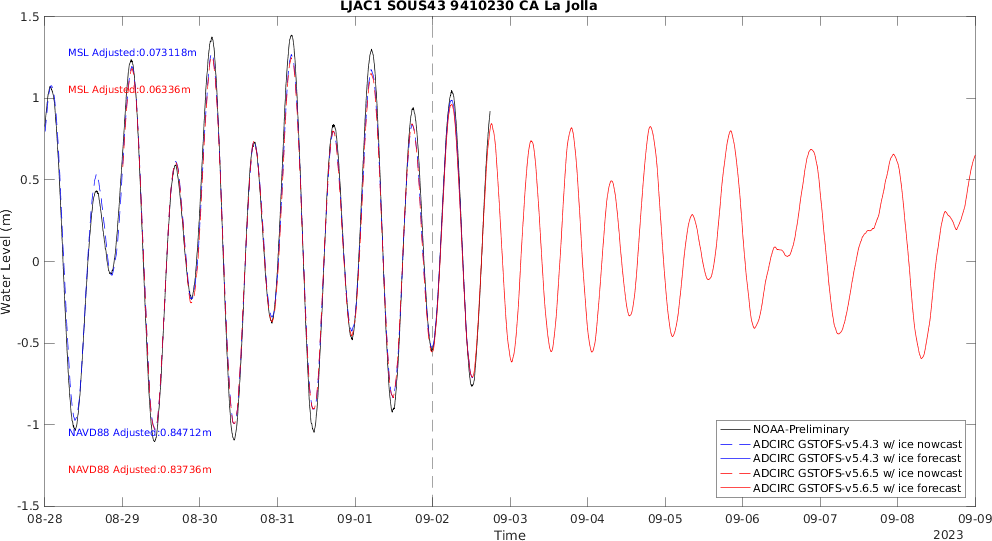 LJAC1 SOUS43 9410230 CA La Jolla
1.5
1
0.5
0
-0.5
-1
-1.5
Water Level (m)
MSL Adjusted:0.073118m
MSL Adjusted:0.06336m
NAVD88 Adjusted:0.84712m
NAVD88 Adjusted:0.83736m
NOAA-Preliminary
ADCIRC GSTOFS-v5.4.3 w/ ice nowcast
ADCIRC GSTOFS-v5.4.3 w/ ice forecast
ADCIRC GSTOFS-v5.6.5 w/ ice nowcast
ADCIRC GSTOFS-v5.6.5 w/ ice forecast
08-28 08-29 08-30 08-31 09-01 09-02 09-03 09-04 09-05 09-06 09-07 09-08 09-09
Time
2023